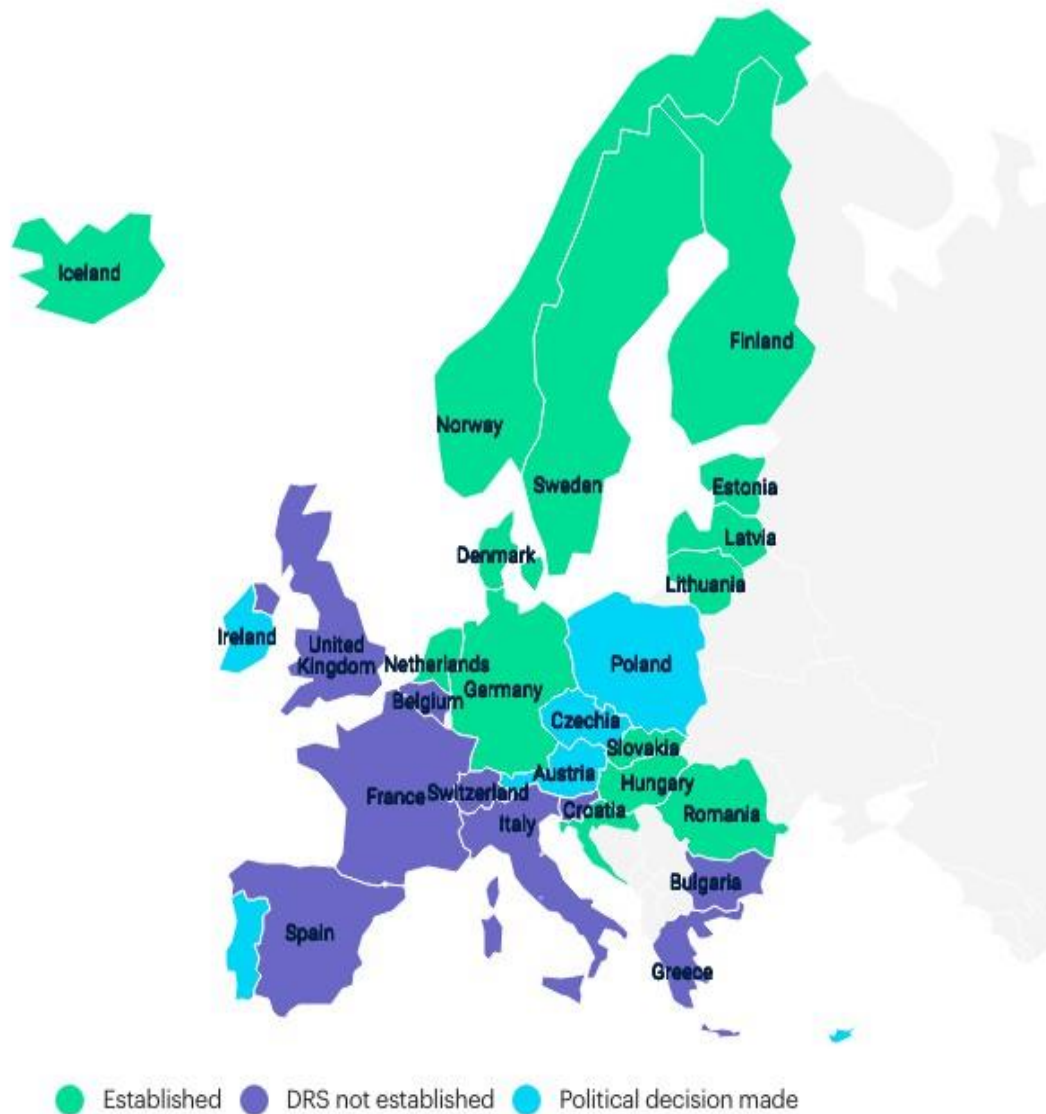 Iceland
Finland
Norway
Sweden
Estonia
Latvia
Denmark
Lithuania
Ireland
United
Kingdom
Netherlands
Poland
Germany
Belgium
Czechia
Slovakia
Austria
Hungary
France
Switzerland
Croatia
Romania
Italy
Bulgaria
Spain
Greece
Established
DRS not established
Political decision made